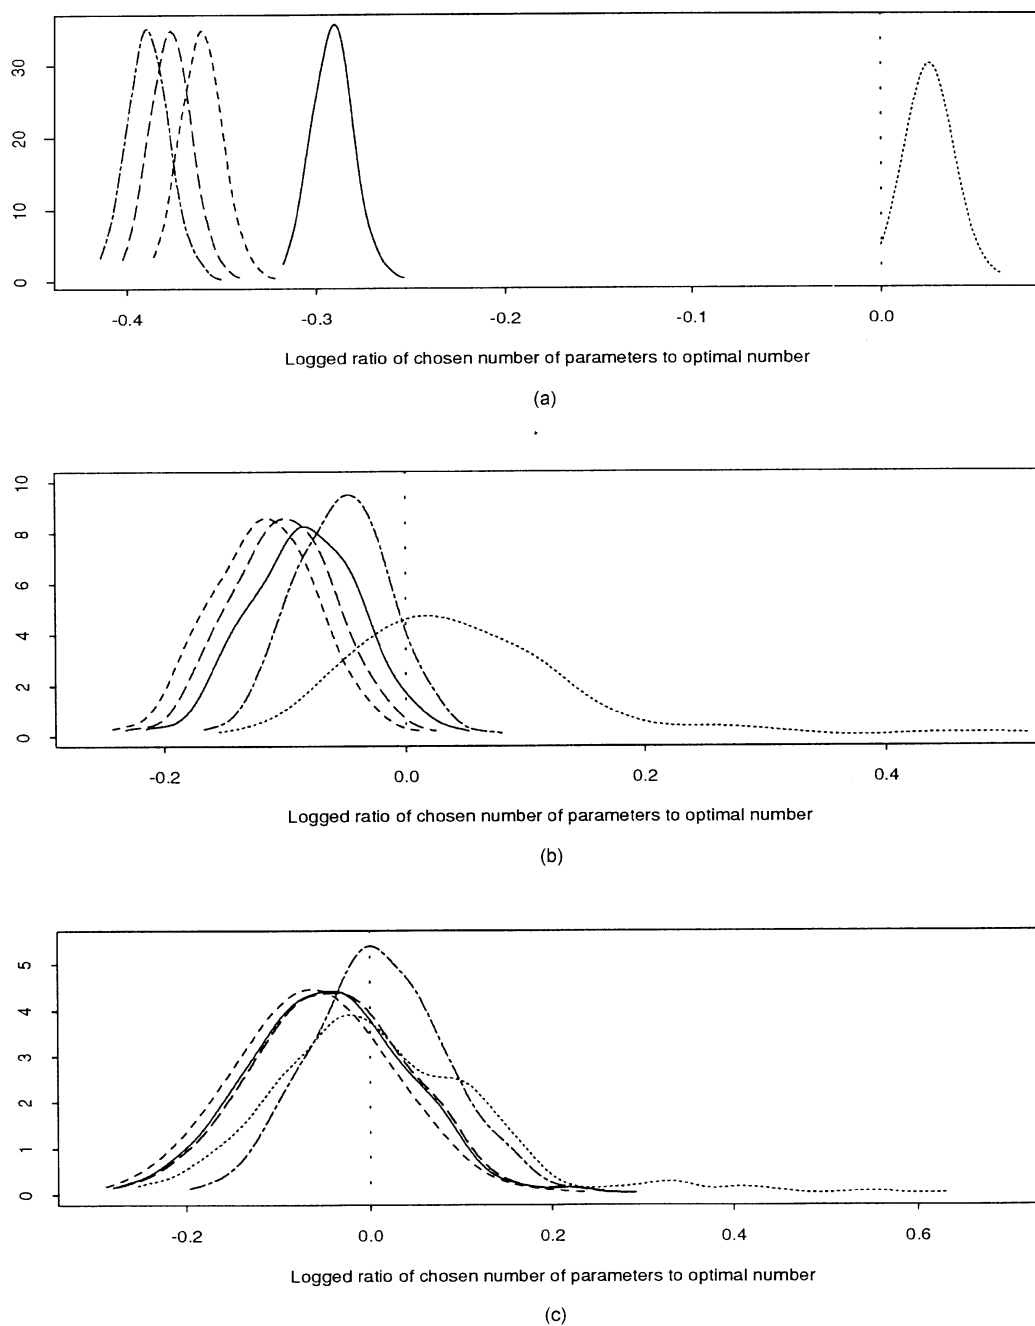 30
20
10
0
-0.4 -0.3 -0.2 -0.1 0.0
Logged ratio of chosen number of parameters to optimal number
(a)
10
8
6
4
2
0
-0.2 0.0 0.2 0.4
Logged ratio of chosen number of parameters to optimal number
(b)
5
4
3
2
1
0
-0.2 0.0 0.2 0.4 0.6
Logged ratio of chosen number of parameters to optimal number
(c)